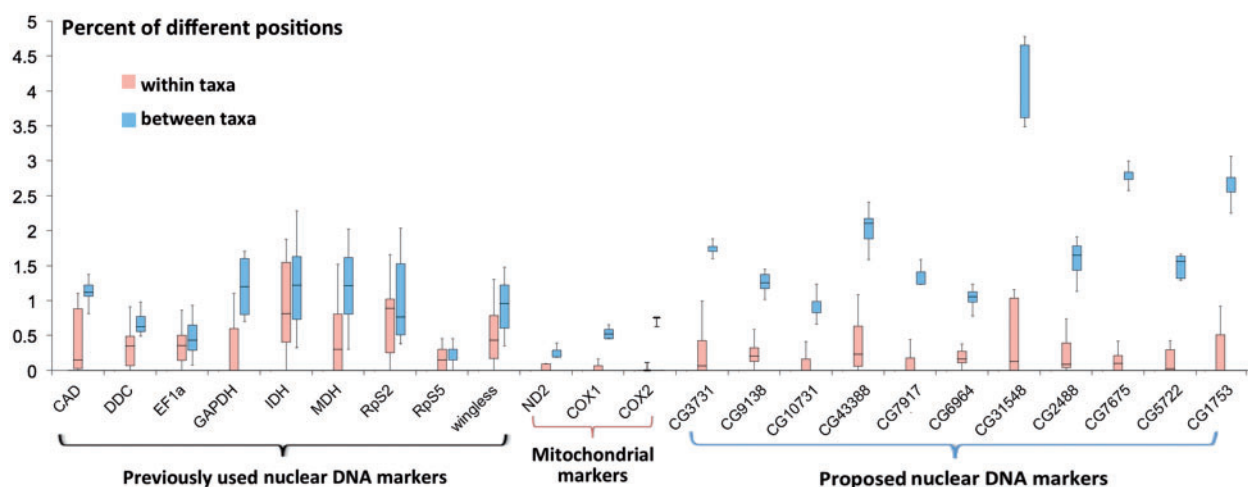 Percent of different positions
within taxa
between taxa
5
4.5
4
3.5
3
2.5
2
1.5
1
0.5
0
CAD
DDC
EF1a
GAPDH
IDH
MDH
RpS2
RpS5
wingless
ND2
COX1
COX2
CG3731
CG9138
CG10731
CG43388
CG7917
CG6964
CG31548
CG2488
CG7675
CG5722
CG1753
Previously used nuclear DNA markers
Mitochondrial
markers
Proposed nuclear DNA markers